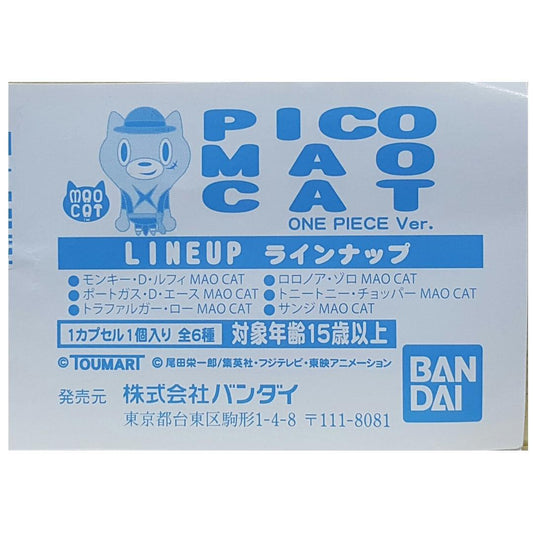 PICO
MAO
CAT
MAO
CAT
ONE PIECE Ver.
LINEUP ラインナップ
●モンキー・D・ルフィ MAO CAT ●ロロノア・ゾロ MAO CAT
●ポートガス・D・エース MAO CAT ●トニートニー・チョッパー MAO CAT
●トラファルガー・ロー MAO CAT ●サンジ MAO CAT
1カプセル1個入り 全6種 対象年齢15歳以上
© TOUMART © 尾田栄一郎/集英社・フジテレビ・東映アニメーション
発売元 株式会社バンダイ
東京都台東区駒形1-4-8 〒111-8081
BAN
DAI